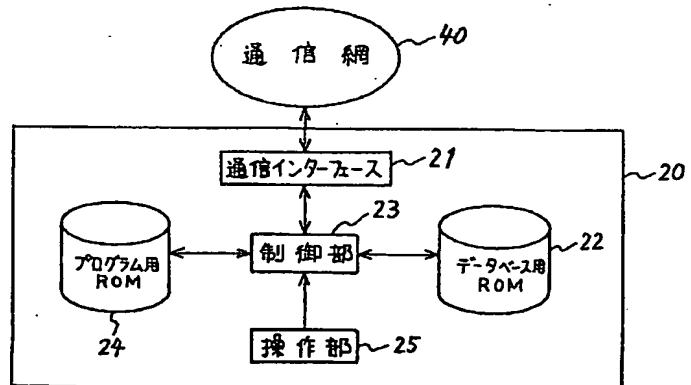 通信網
40
通信インターフェース
21
20
23
プログラム用
ROM
制御部
データベース用
ROM
22
24
操作部
25